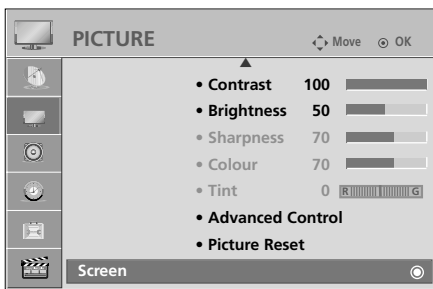 PICTURE Move OK
• Contrast 100
• Brightness 50
• Sharpness 70
• Colour 70
• Tint 0 R G
• Advanced Control
• Picture Reset
Screen